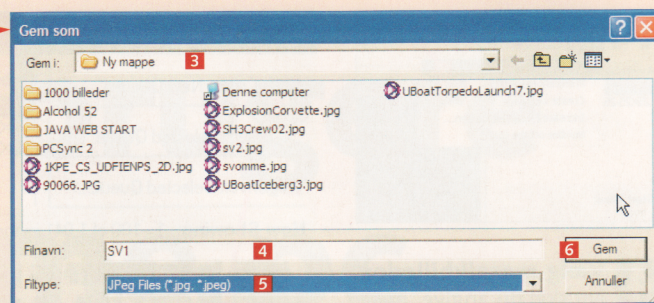 Gem som
Gem i: Ny mappe 3
1000 billeder
Alcohol 52
JAVA WEB START
PCSync 2
1KPE_CS_UDFIENPS_2D.jpg
90066.JPG
Denne computer
ExplosionCorvette.jpg
SH3Crew02.jpg
sv2.jpg
svomme.jpg
UBoatIceberg3.jpg
UBoatTorpedoLaunch7.jpg
Filnavn: SV1 4
6 Gem
Filtype: JPeg Files (*.jpg, *.jpeg) 5
Annuller